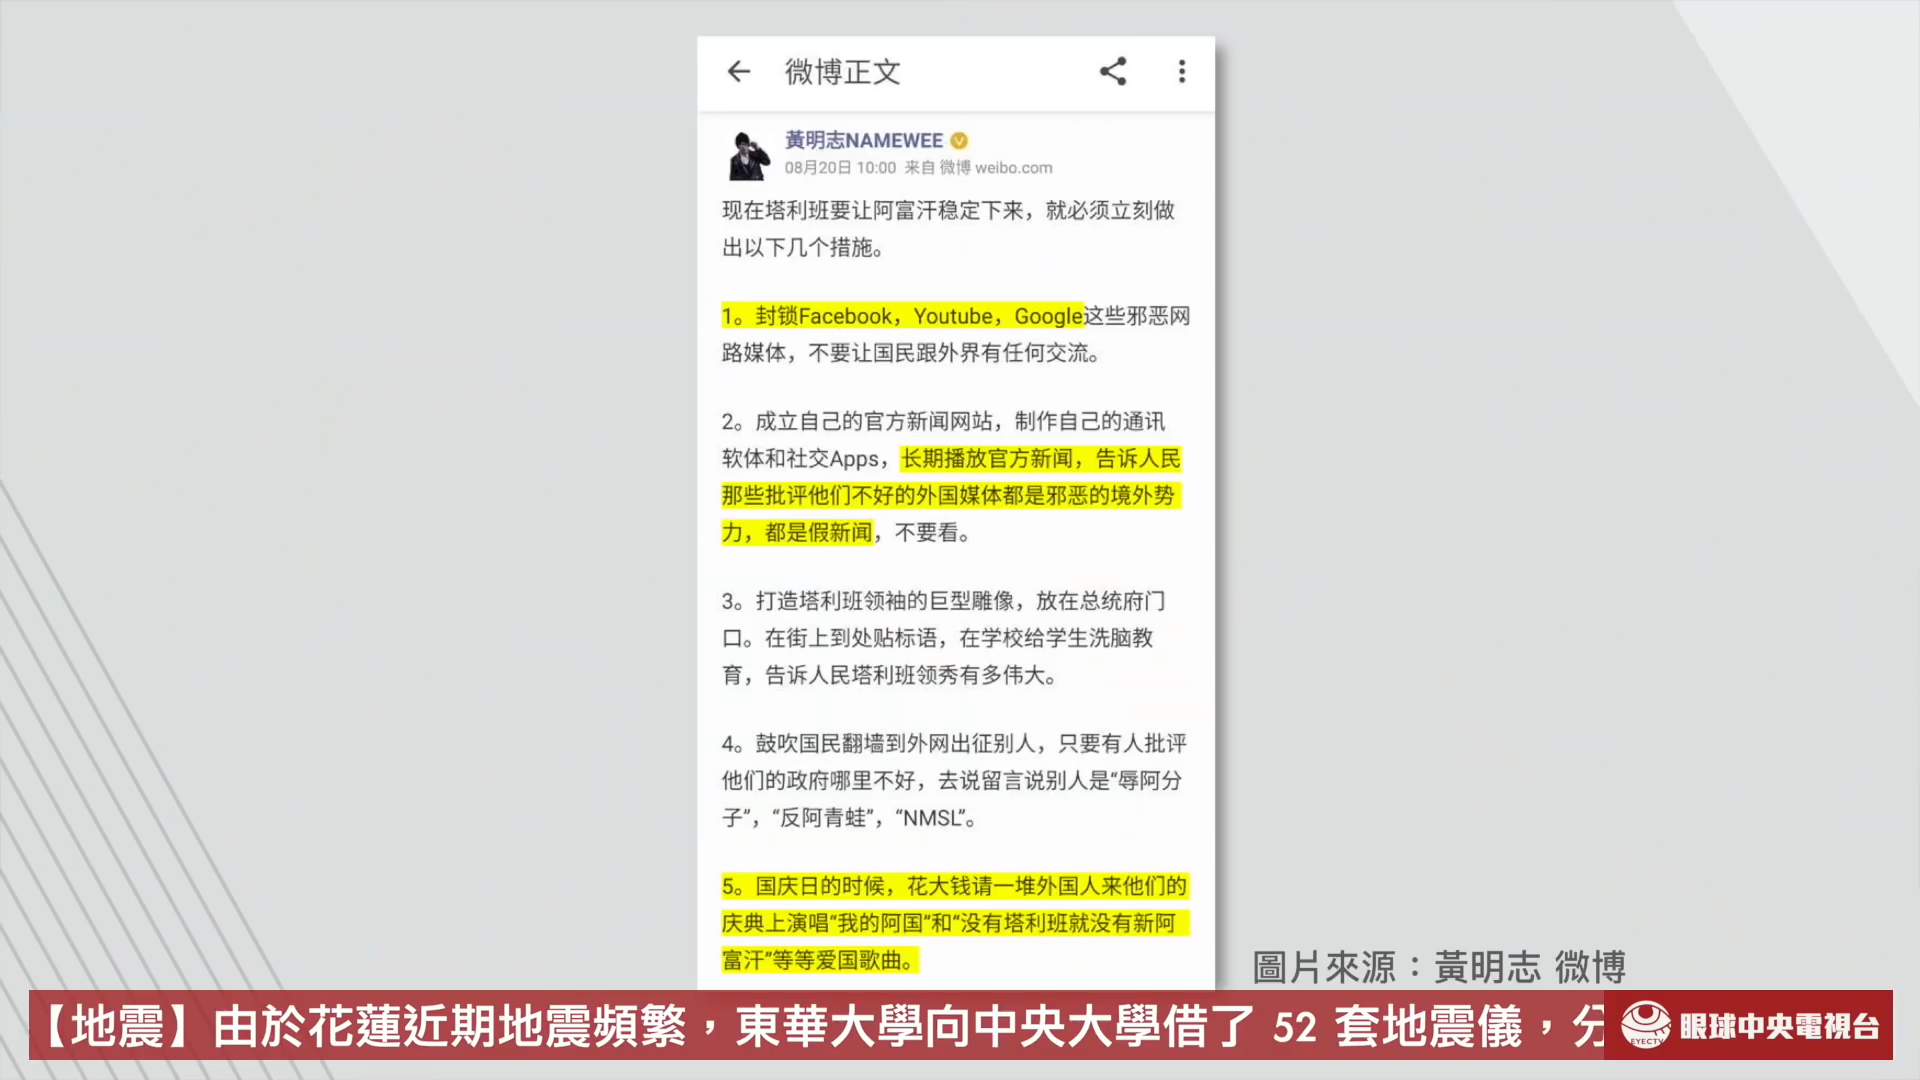 微博正文
黃明志NAMEWEE
08月20日 10:00 来自 微博 weibo.com
现在塔利班要让阿富汗稳定下来，就必须立刻做
出以下几个措施。
1。封锁Facebook，Youtube，Google这些邪恶网
路媒体，不要让国民跟外界有任何交流。
2。成立自己的官方新闻网站，制作自己的通讯
软体和社交Apps，长期播放官方新闻，告诉人民
那些批评他们不好的外国媒体都是邪恶的境外势
力，都是假新闻，不要看。
3。打造塔利班领袖的巨型雕像，放在总统府门
口。在街上到处贴标语，在学校给学生洗脑教
育，告诉人民塔利班领秀有多伟大。
4。鼓吹国民翻墙到外网出征别人，只要有人批评
他们的政府哪里不好，去说留言说别人是“辱阿分
子”，“反阿青蛙”，“NMSL”。
5。国庆日的时候，花大钱请一堆外国人来他们的
庆典上演唱“我的阿国”和“没有塔利班就没有新阿
富汗”等等爱国歌曲。
圖片來源：黃明志 微博
【地震】由於花蓮近期地震頻繁，東華大學向中央大學借了 52 套地震儀，分
EYECTV
眼球中央電視台